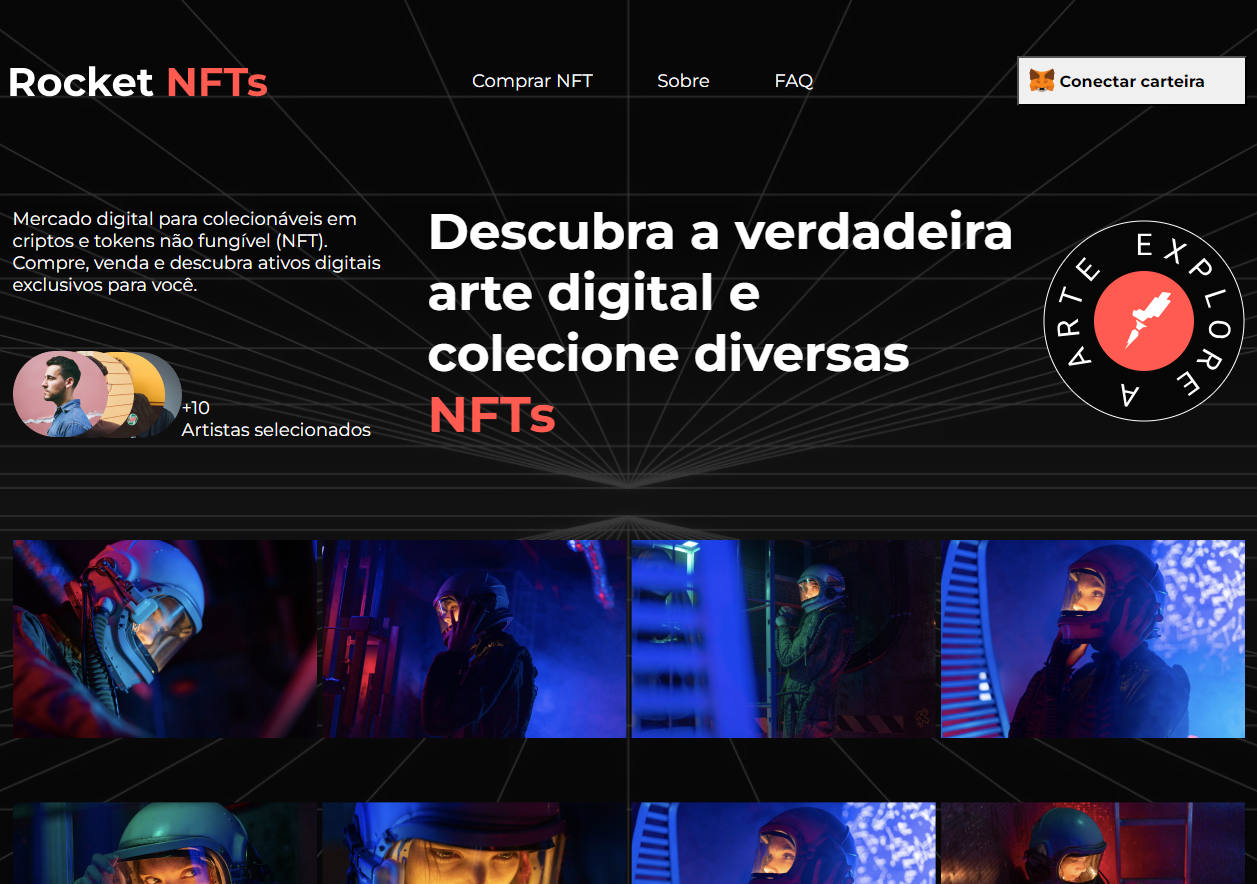 Rocket NFTs
Comprar NFT
Sobre
FAQ
Conectar carteira
Mercado digital para colecionáveis em
criptos e tokens não fungível (NFT).
Compre, venda e descubra ativos digitais
exclusivos para você.
+10
Artistas selecionados
Descubra a verdadeira
arte digital e
colecione diversas
NFTs
EXPLORE A ARTE